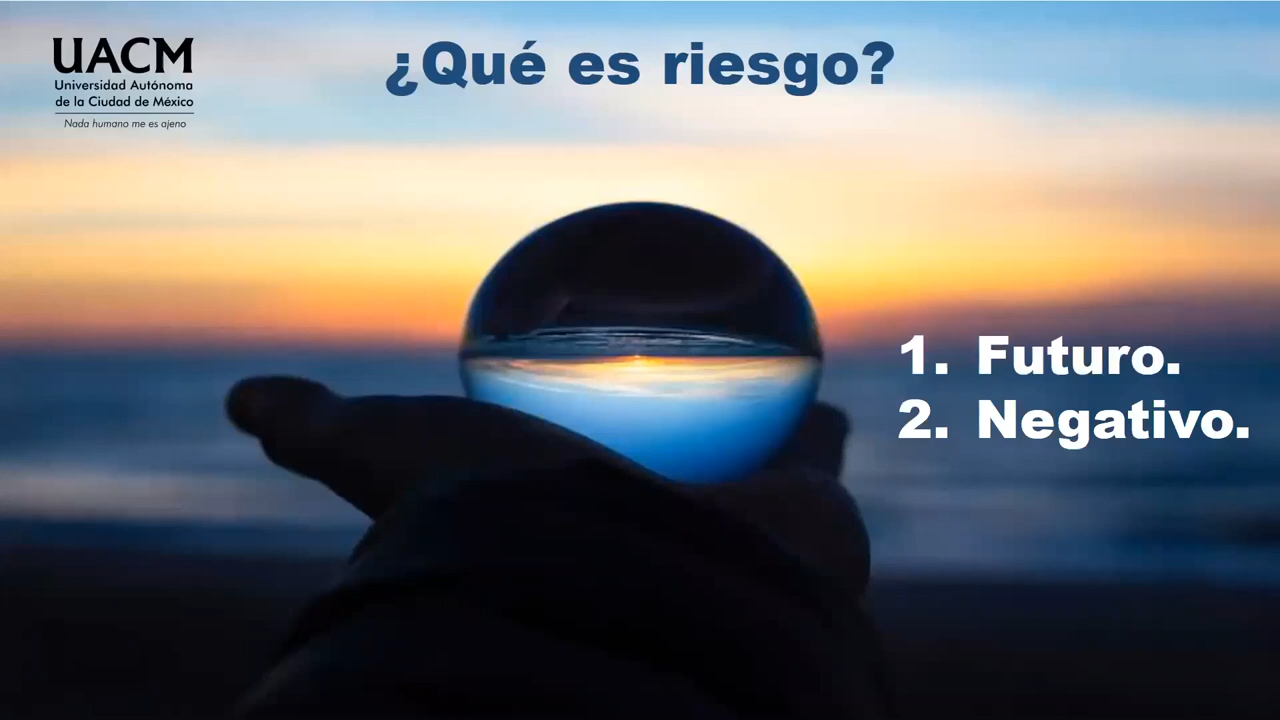 UACM
Universidad Autónoma
de la Ciudad de México
Nada humano me es ajeno
¿Qué es riesgo?
1. Futuro.
2. Negativo.